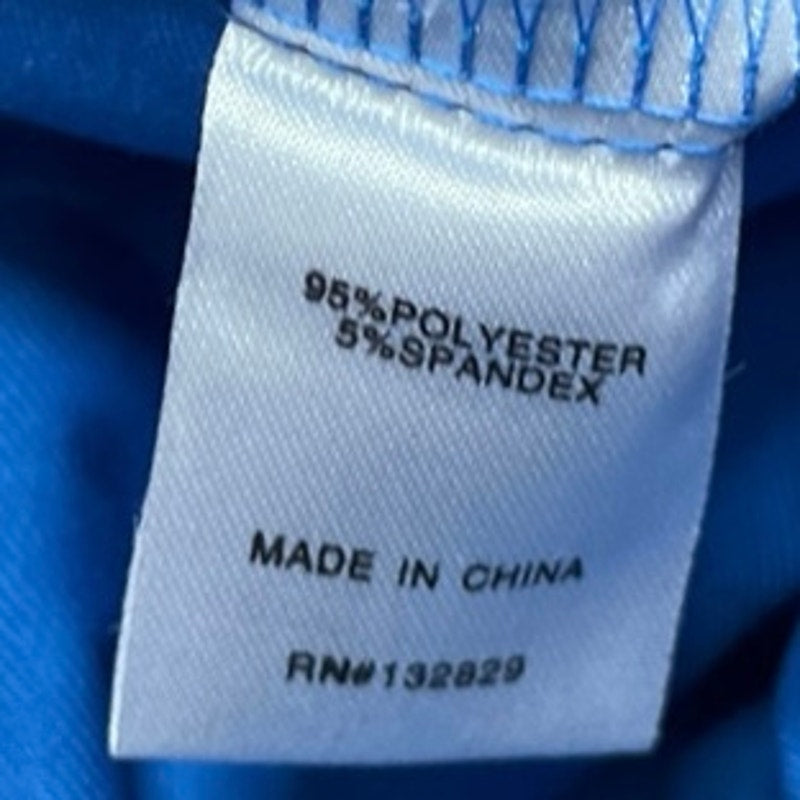 95%POLYESTER
5%SPANDEX
MADE IN CHINA
RN#132829